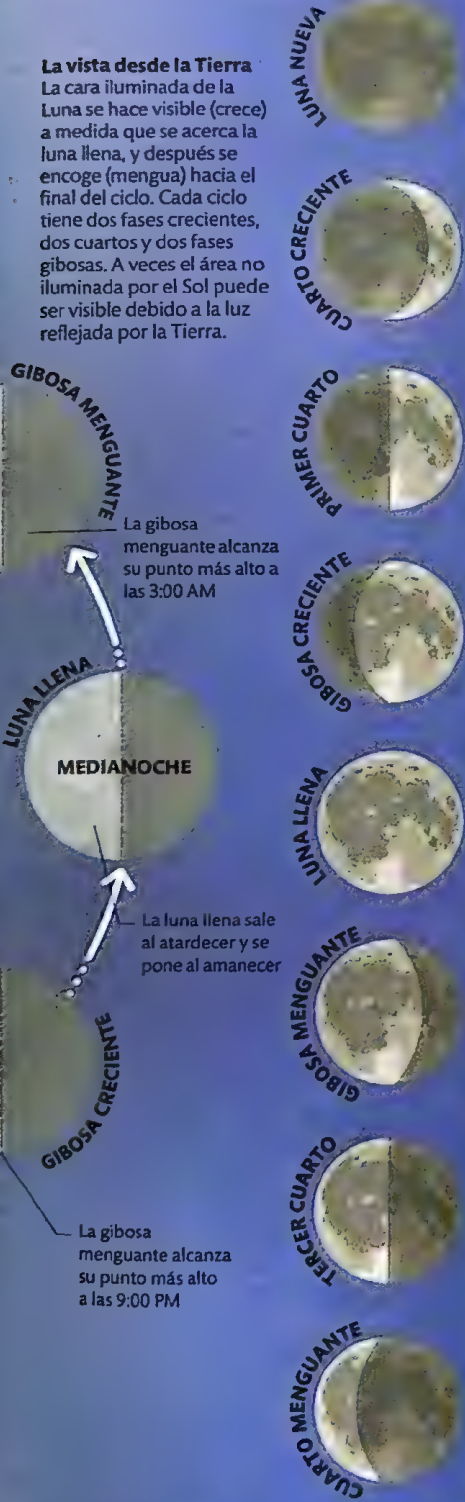 La vista desde la Tierra
La cara iluminada de la
Luna se hace visible (crece)
a medida que se acerca la
luna llena, y después se
encoge (mengua) hacia el
final del ciclo. Cada ciclo
tiene dos fases crecientes,
dos cuartos y dos fases
gibosas. A veces el área no
iluminada por el Sol puede
ser visible debido a la luz
reflejada por la Tierra.
GIBOSA MENGUANTE
La gibosa
menguante alcanza
su punto más alto a
las 3:00 AM
LUNA LLENA
MEDIANOCHE
La luna llena sale
al atardecer y se
pone al amanecer
GIBOSA CRECIENTE
La gibosa
menguante alcanza
su punto más alto
a las 9:00 PM
LUNA NUEVA
CUARTO CRECIENTE
PRIMER CUARTO
GIBOSA CRECIENTE
LUNA LLENA
GIBOSA MENGUANTE
TERCER CUARTO
CUARTO MENGUANTE